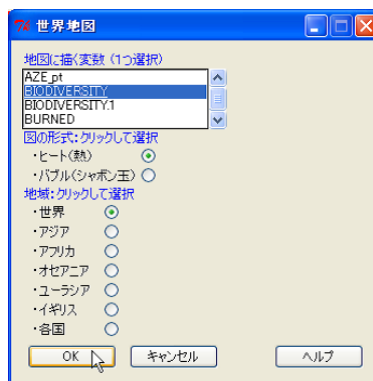 76 世界地図
地図に描く変数 (1つ選択)
AZE_pt
BIODIVERSITY
BIODIVERSITY.1
BURNED
図の形式:クリックして選択
・ヒート(熱)
・バブル(シャボン玉)
地域:クリックして選択
・世界
・アジア
・アフリカ
・オセアニア
・ユーラシア
・イギリス
・各国
OK キャンセル ヘルプ